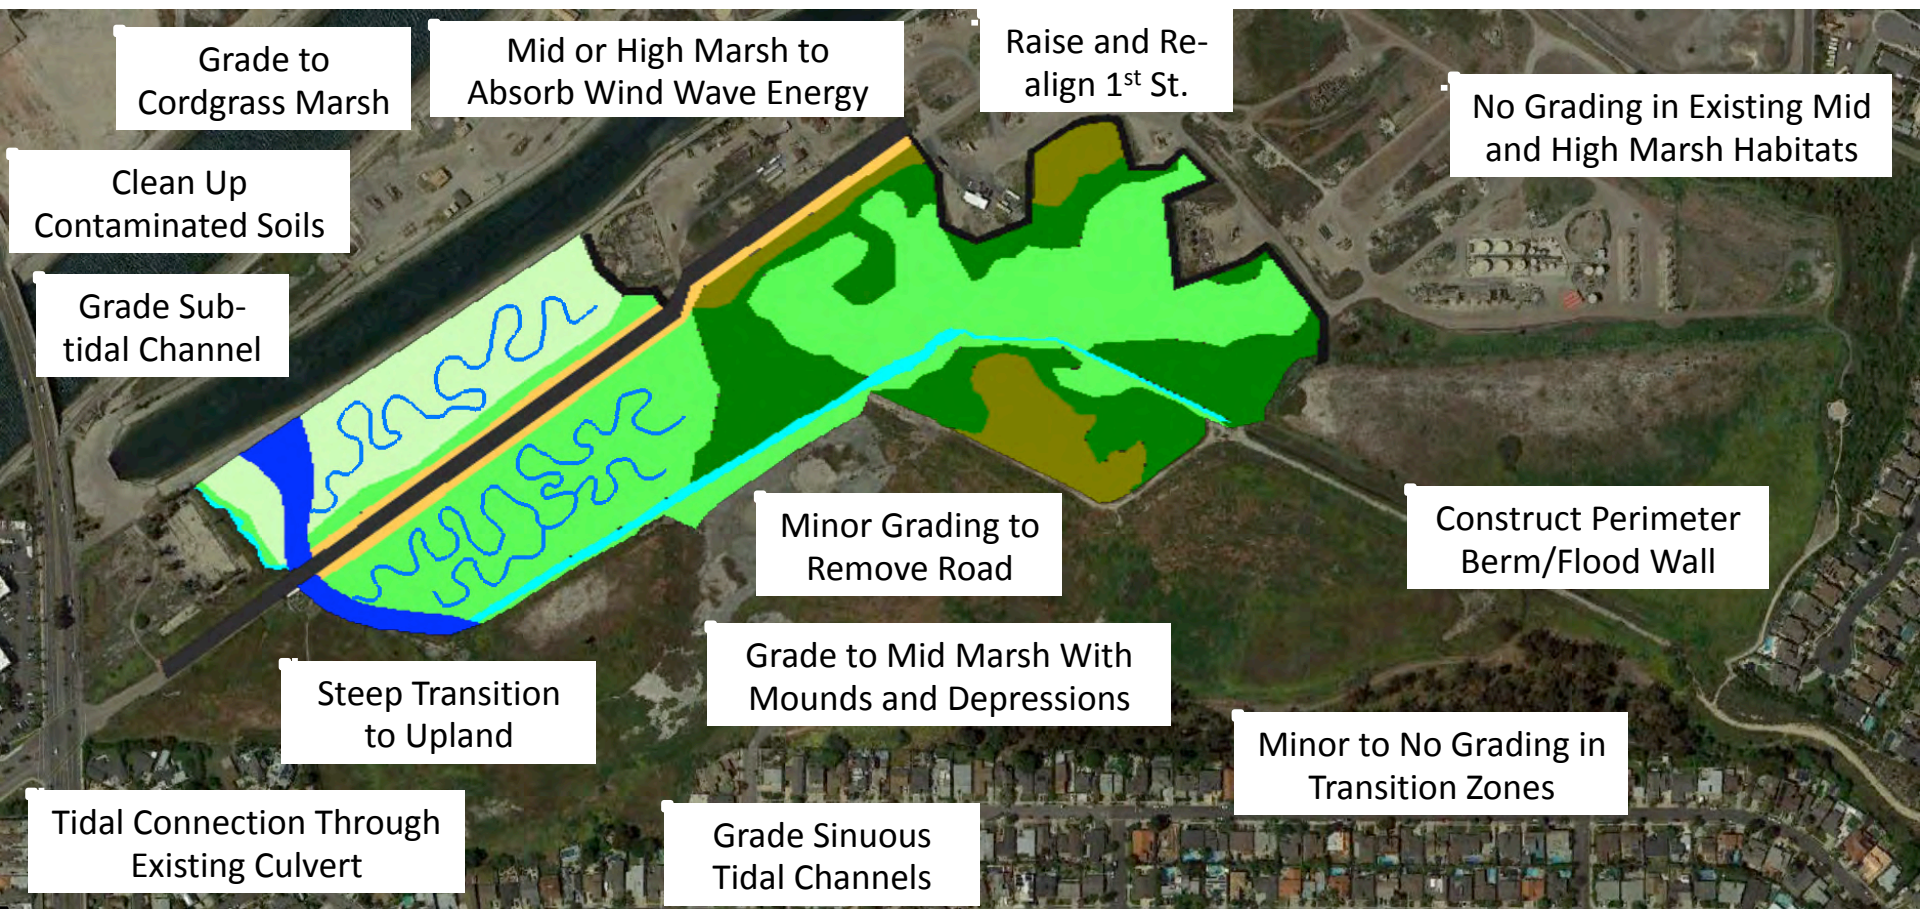 Grade to
Cordgrass Marsh
Mid or High Marsh to
Absorb Wind Wave Energy
Raise and Re-
align 1st St.
No Grading in Existing Mid
and High Marsh Habitats
Clean Up
Contaminated Soils
Grade Sub-
tidal Channel
Minor Grading to
Remove Road
Construct Perimeter
Berm/Flood Wall
Steep Transition
to Upland
Grade to Mid Marsh With
Mounds and Depressions
Minor to No Grading in
Transition Zones
Tidal Connection Through
Existing Culvert
Grade Sinuous
Tidal Channels